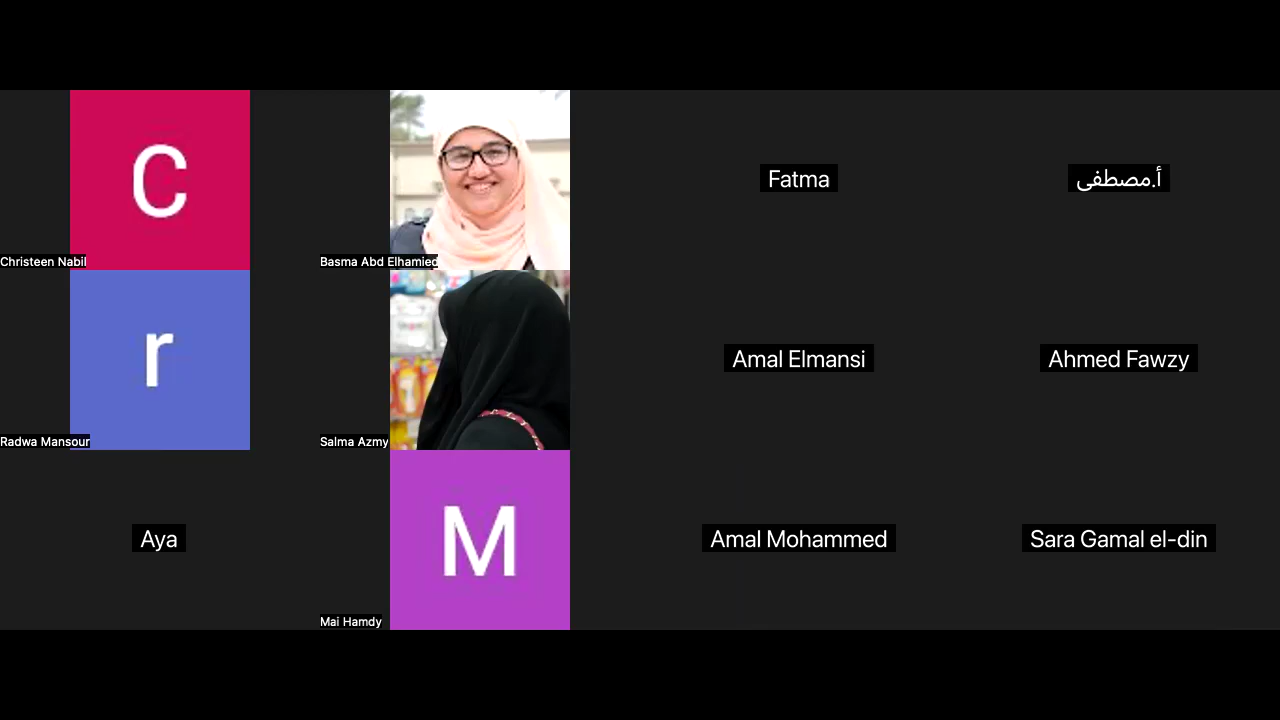 C
Christeen Nabil
Basma Abd Elhamied
Fatma
أ.مصطفى
r
Radwa Mansour
Salma Azmy
Amal Elmansi
Ahmed Fawzy
Aya
M
Mai Hamdy
Amal Mohammed
Sara Gamal el-din